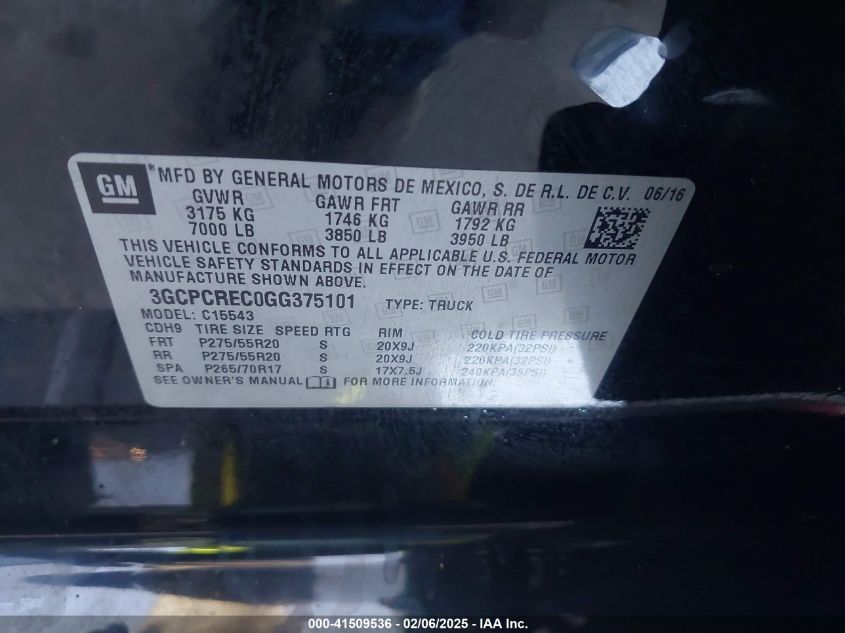 GM
®MFD BY GENERAL MOTORS DE MEXICO, S. DE R.L. DE C.V. 06/16
GVWR GAWR FRT GAWR RR
3175 KG 1746 KG 1792 KG
7000 LB 3850 LB 3950 LB
THIS VEHICLE CONFORMS TO ALL APPLICABLE U.S. FEDERAL MOTOR
VEHICLE SAFETY STANDARDS IN EFFECT ON THE DATE OF
MANUFACTURE SHOWN ABOVE.
3GCPCREC0GG375101 TYPE: TRUCK
MODEL: C15543
CDH9 TIRE SIZE SPEED RTG RIM COLD TIRE PRESSURE
FRT P275/55R20 S 20X9J 220KPA(32PSI)
RR P275/55R20 S 20X9J 220KPA(32PSI)
SPA P265/70R17 S 17X7.5J 240KPA(35PSI)
SEE OWNER'S MANUAL FOR MORE INFORMATION.
000-41509536 - 02/06/2025 - IAA Inc.